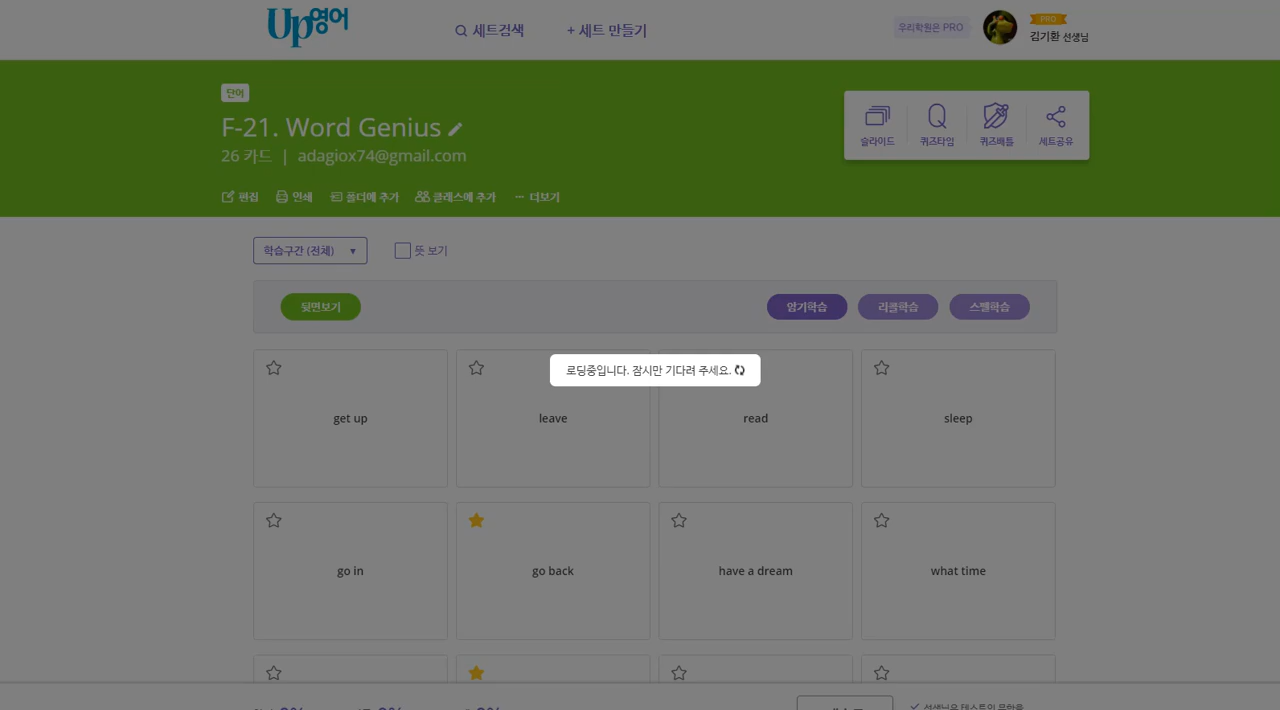 Up영어
세트검색
+ 세트 만들기
우리학원은 PRO
PRO
김기환 선생님
단어
F-21. Word Genius
26 카드 | adagiox74@gmail.com
슬라이드
퀴즈타임
퀴즈배틀
세트공유
편집
인쇄
폴더에 추가
클래스에 추가
··· 더보기
학습구간 (전체) ▼
뜻 보기
뒷면보기
암기학습
리콜학습
스펠학습
로딩중입니다. 잠시만 기다려 주세요.
get up
leave
read
sleep
go in
go back
have a dream
what time